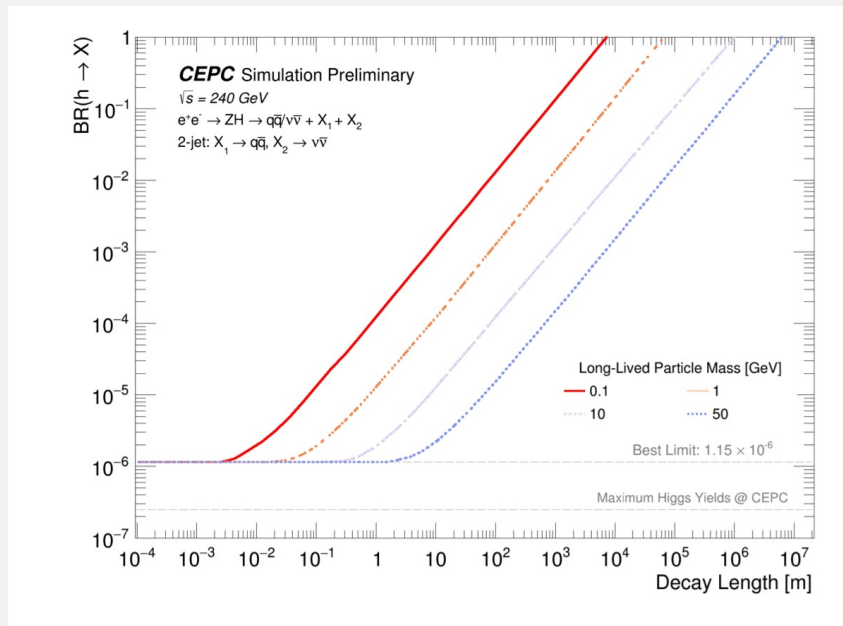 BR(h → X)
1
10⁻¹
10⁻²
10⁻³
10⁻⁴
10⁻⁵
10⁻⁶
10⁻⁷
CEPC Simulation Preliminary
√s = 240 GeV
e⁺e⁻ → ZH → qq̅/νν̅ + X₁ + X₂
2-jet: X₁ → qq̅, X₂ → νν̅
Long-Lived Particle Mass [GeV]
0.1 1
10 50
Best Limit: 1.15 × 10⁻⁶
Maximum Higgs Yields @ CEPC
10⁻⁴ 10⁻³ 10⁻² 10⁻¹ 1 10 10² 10³ 10⁴ 10⁵ 10⁶ 10⁷
Decay Length [m]